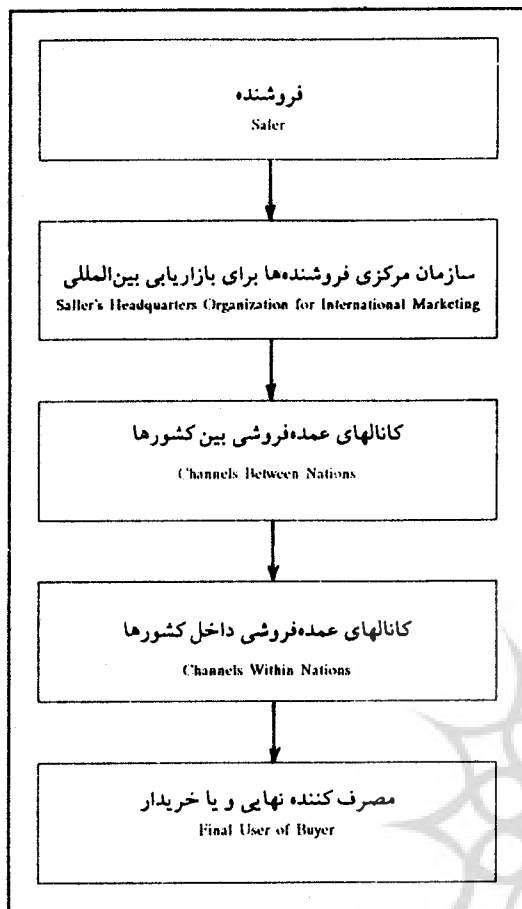 فروشنده
Saler
سازمان مرکزی فروشنده‌ها برای بازاریابی بین‌المللی
Saller's Headquarters Organization for International Marketing
کانالهای عمده‌فروشی بین کشورها
Channels Between Nations
کانالهای عمده‌فروشی داخل کشورها
Channels Within Nations
مصرف کننده نهایی و یا خریدار
Final User of Buyer